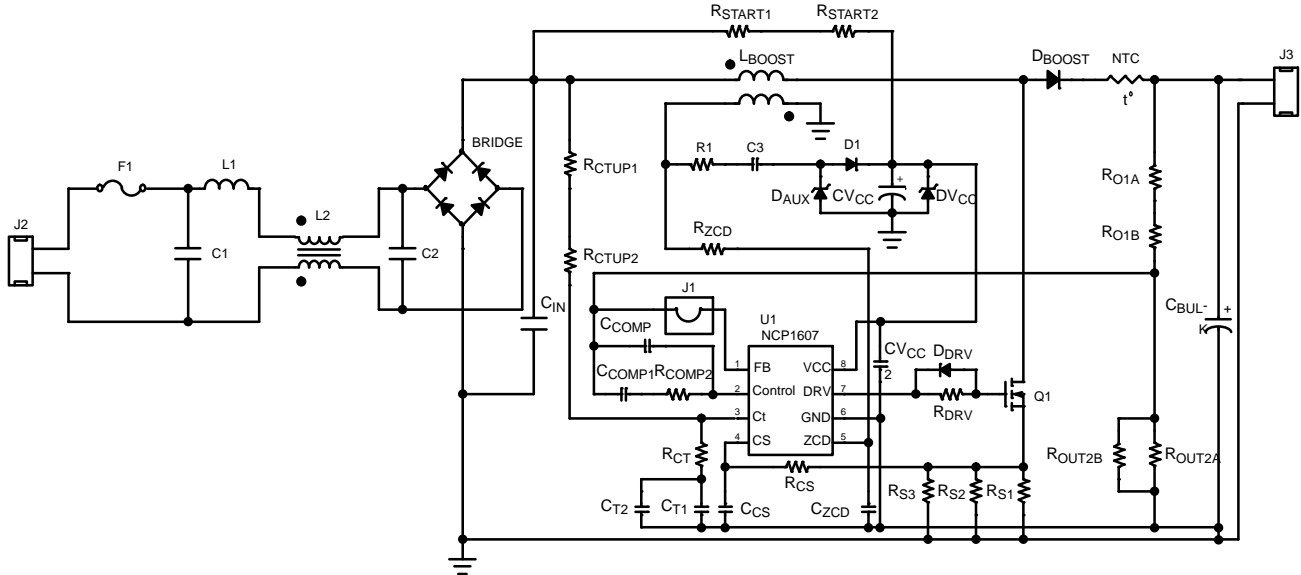 RSTART1
RSTART2
LBOOST
DBOOST
NTC
J3
t°
BRIDGE
RCTUP1
R1
C3
D1
F1
L1
DAUX
CVCC
+
DVCC
RO1A
J2
L2
RZCD
RO1B
C1
C2
RCTUP2
CIN
J1
CBUL-
K
+
CCOMP
U1
NCP1607
CVCC
2
DDRV
CCOMP1
RCOMP2
1
FB
VCC
8
2
Control
DRV
7
RDRV
Q1
3
Ct
GND
6
4
CS
ZCD
5
RCT
ROUT2B
ROUT2A
RCS
RS3
RS2
RS1
CT2
CT1
CCS
CZCD